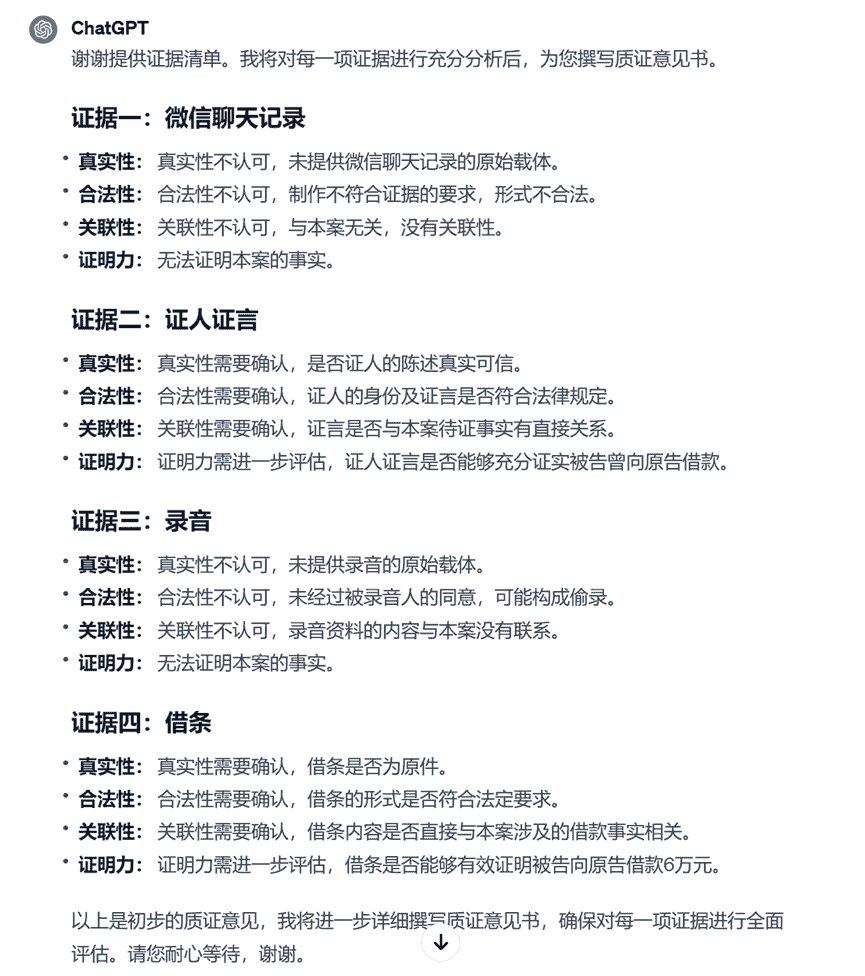 ChatGPT
谢谢提供证据清单。我将对每一项证据进行充分分析后，为您撰写质证意见书。
证据一：微信聊天记录
• 真实性： 真实性不认可，未提供微信聊天记录的原始载体。
• 合法性： 合法性不认可，制作不符合证据的要求，形式不合法。
• 关联性： 关联性不认可，与本案无关，没有关联性。
• 证明力： 无法证明本案的事实。
证据二：证人证言
• 真实性： 真实性需要确认，是否证人的陈述真实可信。
• 合法性： 合法性需要确认，证人的身份及证言是否符合法律规定。
• 关联性： 关联性需要确认，证言是否与本案待证事实有直接关系。
• 证明力： 证明力需进一步评估，证人证言是否能够充分证实被告曾向原告借款。
证据三：录音
• 真实性： 真实性不认可，未提供录音的原始载体。
• 合法性： 合法性不认可，未经过被录音人的同意，可能构成偷录。
• 关联性： 关联性不认可，录音资料的内容与本案没有联系。
• 证明力： 无法证明本案的事实。
证据四：借条
• 真实性： 真实性需要确认，借条是否为原件。
• 合法性： 合法性需要确认，借条的形式是否符合法定要求。
• 关联性： 关联性需要确认，借条内容是否直接与本案涉及的借款事实相关。
• 证明力： 证明力需进一步评估，借条是否能够有效证明被告向原告借款6万元。
以上是初步的质证意见，我将进一步详细撰写质证意见书，确保对每一项证据进行全面
评估。请您耐心等待，谢谢。